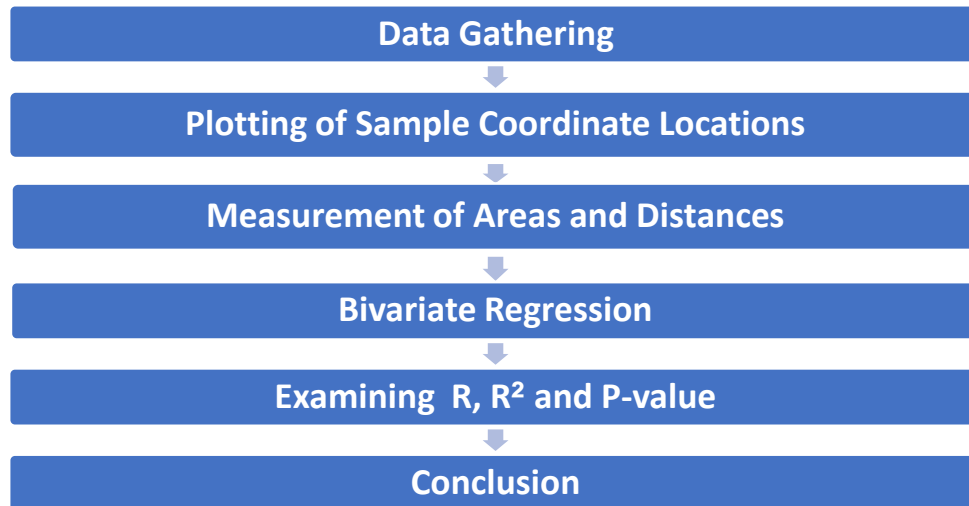 Data Gathering
Plotting of Sample Coordinate Locations
Measurement of Areas and Distances
Bivariate Regression
Examining  R, R² and P-value
Conclusion